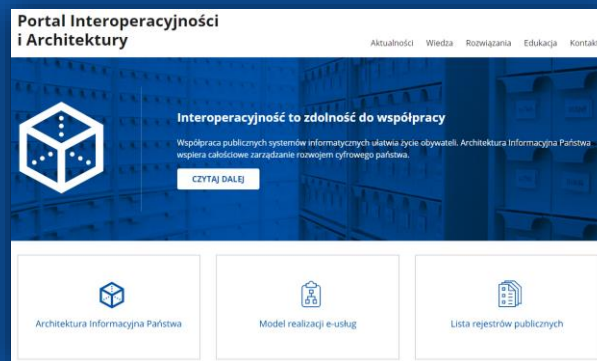 Portal Interoperacyjności
i Architektury
Aktualności Wiedza Rozwiązania Edukacja Kontakt
Interoperacyjność to zdolność do współpracy
Współpraca publicznych systemów informatycznych ułatwia życie obywateli. Architektura Informacyjna Państwa
wspiera całościowe zarządzanie rozwojem cyfrowego państwa.
CZYTAJ DALEJ
Architektura Informacyjna Państwa
Model realizacji e-usług
Lista rejestrów publicznych